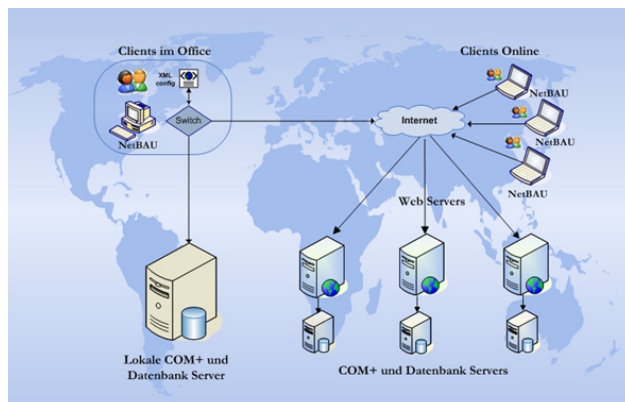 Clients im Office
XML
config
Switch
NetBAU
Clients Online
NetBAU
NetBAU
NetBAU
Internet
Web Servers
Lokale COM+ und
Datenbank Server
COM+ und Datenbank Servers